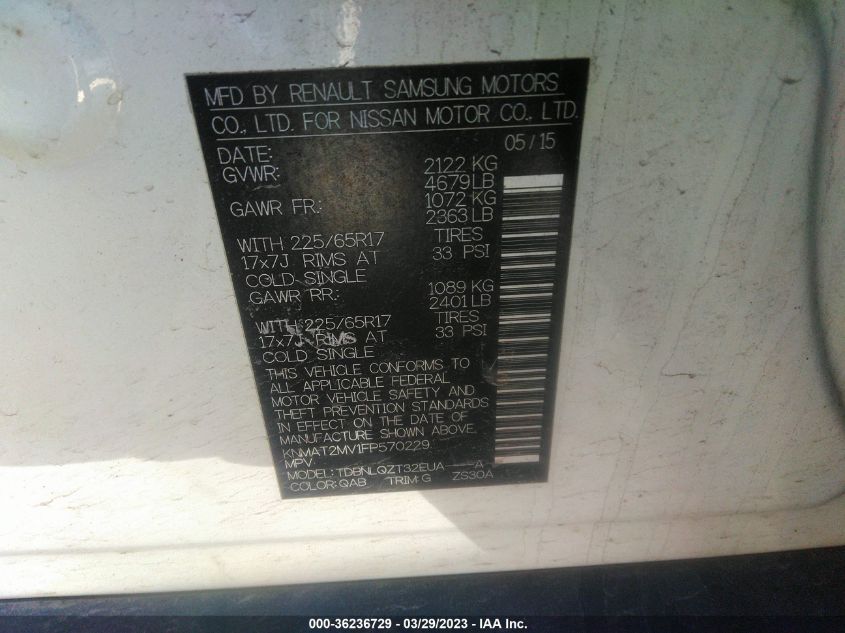 MFD BY RENAULT SAMSUNG MOTORS
CO., LTD. FOR NISSAN MOTOR CO., LTD.
DATE: 05/15
GVWR: 2122 KG
4679 LB
GAWR FR.: 1072 KG
2363 LB
WITH 225/65R17 TIRES
17x7J RIMS AT 33 PSI
COLD SINGLE
GAWR RR.: 1089 KG
2401 LB
WITH 225/65R17 TIRES
17x7J RIMS AT 33 PSI
COLD SINGLE
THIS VEHICLE CONFORMS TO
ALL APPLICABLE FEDERAL
MOTOR VEHICLE SAFETY AND
THEFT PREVENTION STANDARDS
IN EFFECT ON THE DATE OF
MANUFACTURE SHOWN ABOVE.
KNMAT2MV1FP570229
MPV
MODEL: TDBNLQZT32EUA----A
COLOR: QAB TRIM: G ZS30A
000-36236729 — 03/29/2023 — IAA Inc.